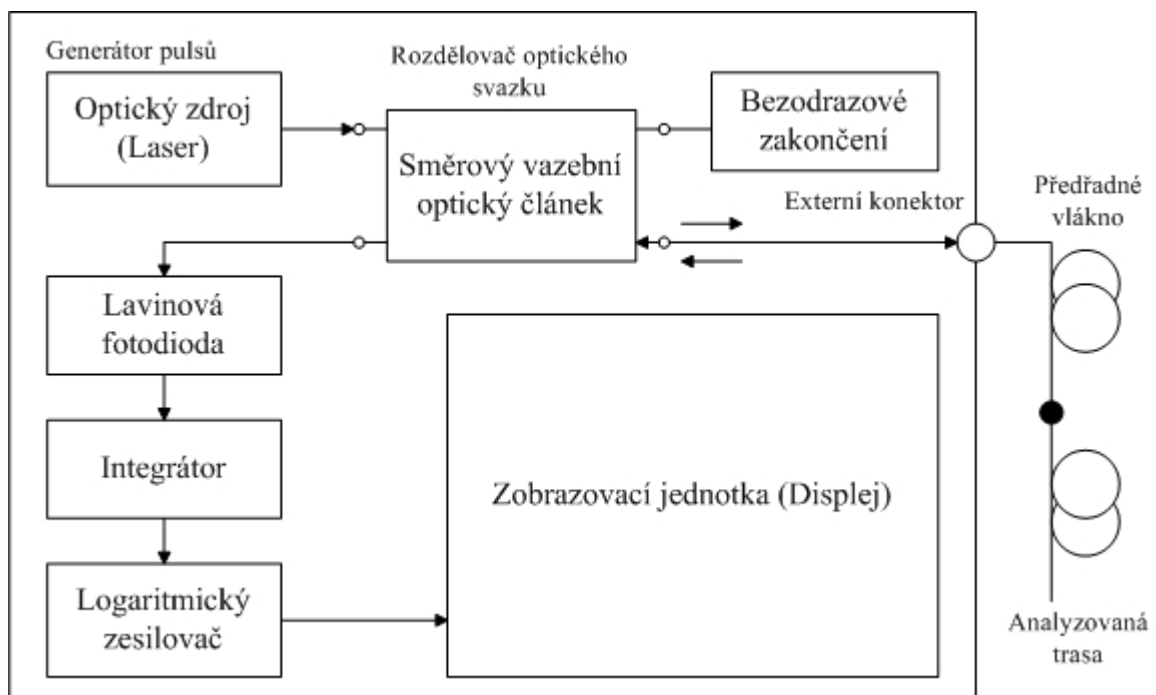 Generátor pulsů
Optický zdroj
(Laser)
Rozdělovač optického
svazku
Směrový vazební
optický článek
Bezodrazové
zakončení
Externí konektor
Předřadné
vlákno
Lavinová
fotodioda
Integrátor
Zobrazovací jednotka (Displej)
Logaritmický
zesilovač
Analyzovaná
trasa